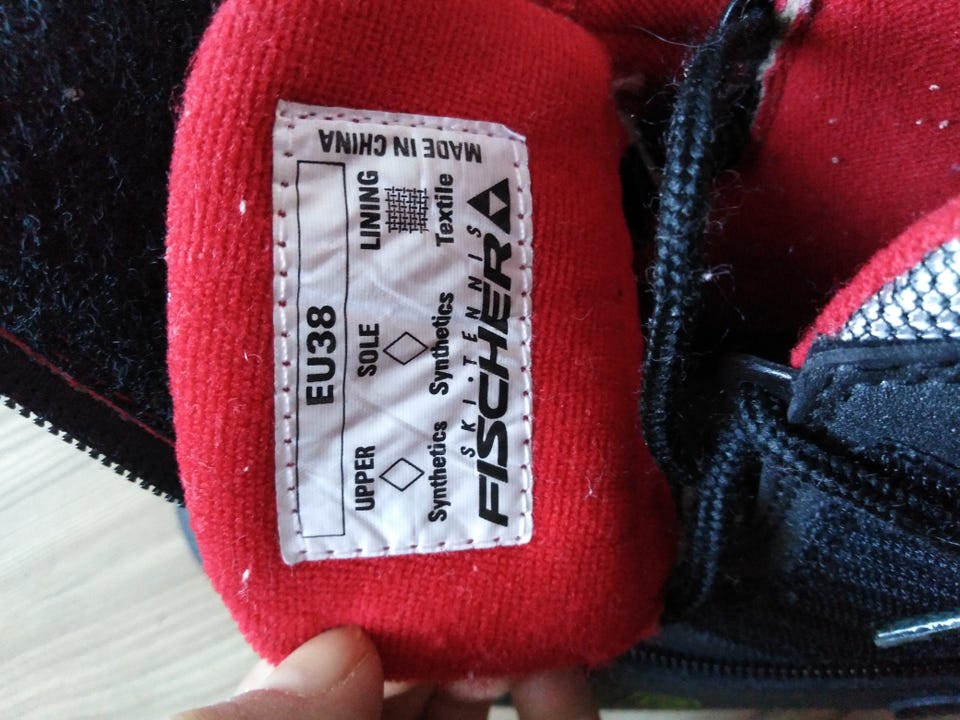 EU38
UPPER SOLE LINING
Synthetics Synthetics Textile
SKI TENNIS
FISCHER
MADE IN CHINA